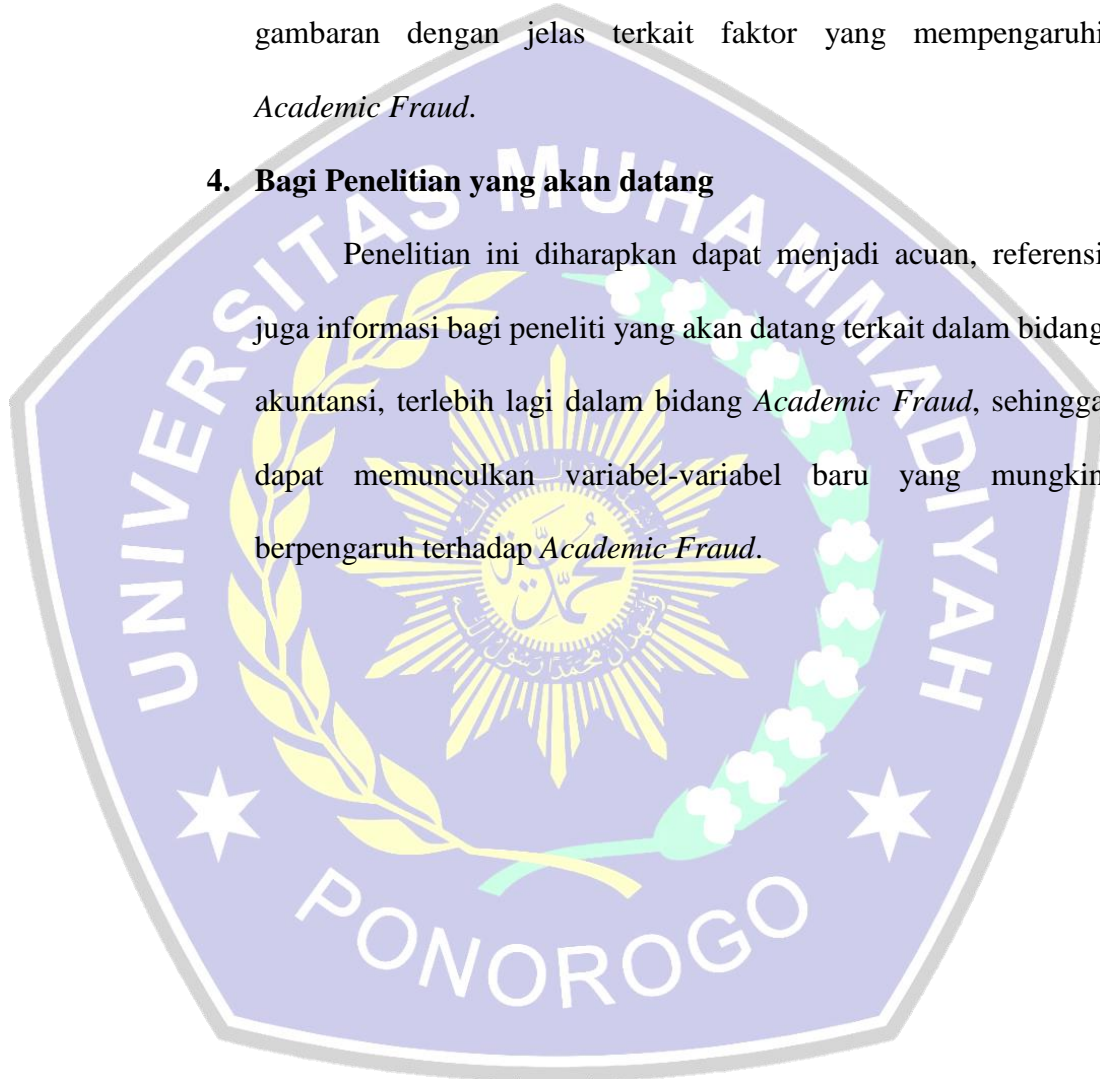 gambaran dengan jelas terkait faktor yang mempengaruhi
Academic Fraud.
4. Bagi Penelitian yang akan datang
Penelitian ini diharapkan dapat menjadi acuan, referensi
juga informasi bagi peneliti yang akan datang terkait dalam bidang
akuntansi, terlebih lagi dalam bidang Academic Fraud, sehingga
dapat memunculkan variabel-variabel baru yang mungkin
berpengaruh terhadap Academic Fraud.
UNIVERSITAS MUHAMMADIYAH
PONOROGO